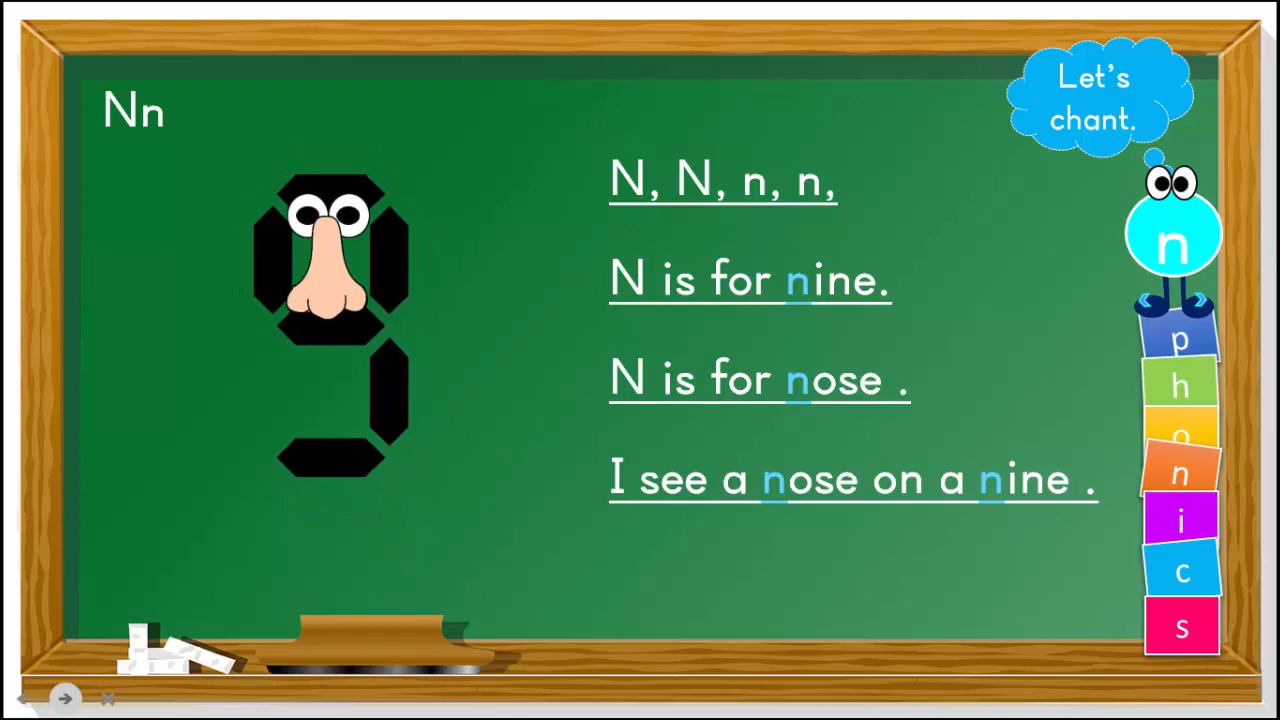 Nn
Let's
chant.
N, N, n, n,
N is for nine.
N is for nose .
I see a nose on a nine .
n
p
h
o
n
i
c
s